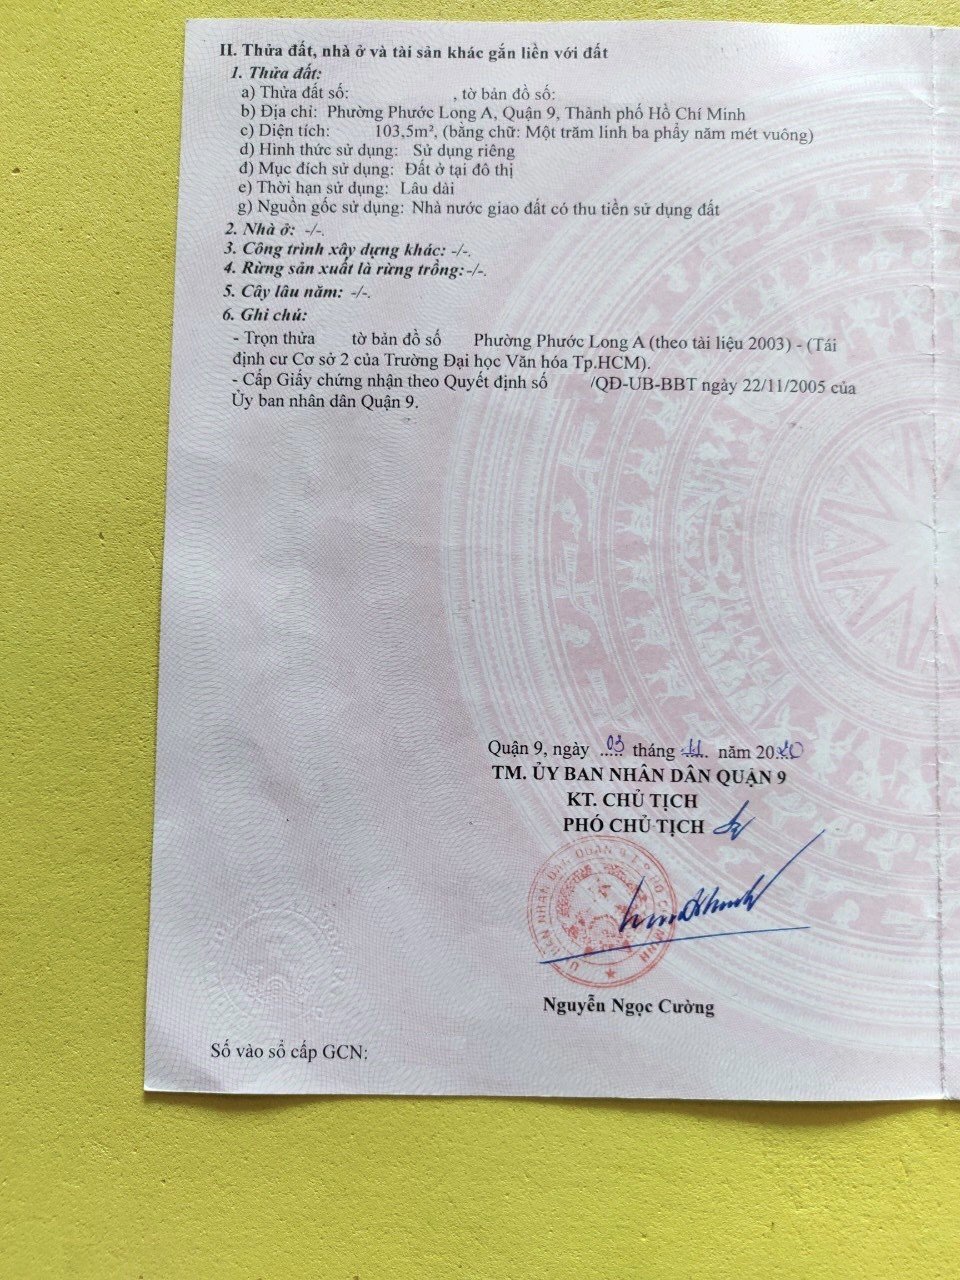 II. Thửa đất, nhà ở và tài sản khác gắn liền với đất
1. Thửa đất:
a) Thửa đất số: , tờ bản đồ số:
b) Địa chỉ: Phường Phước Long A, Quận 9, Thành phố Hồ Chí Minh
c) Diện tích: 103,5m², (bằng chữ: Một trăm linh ba phẩy năm mét vuông)
d) Hình thức sử dụng: Sử dụng riêng
đ) Mục đích sử dụng: Đất ở tại đô thị
e) Thời hạn sử dụng: Lâu dài
g) Nguồn gốc sử dụng: Nhà nước giao đất có thu tiền sử dụng đất
2. Nhà ở: -/-.
3. Công trình xây dựng khác: -/-.
4. Rừng sản xuất là rừng trồng:-/-.
5. Cây lâu năm: -/-.
6. Ghi chú:
- Trọn thửa tờ bản đồ số Phường Phước Long A (theo tài liệu 2003) - (Tái
định cư Cơ sở 2 của Trường Đại học Văn hóa Tp.HCM).
- Cấp Giấy chứng nhận theo Quyết định số /QĐ-UB-BBT ngày 22/11/2005 của
Ủy ban nhân dân Quận 9.
Quận 9, ngày 03 tháng 11 năm 2020
TM. ỦY BAN NHÂN DÂN QUẬN 9
KT. CHỦ TỊCH
PHÓ CHỦ TỊCH
Nguyễn Ngọc Cường
Số vào sổ cấp GCN: